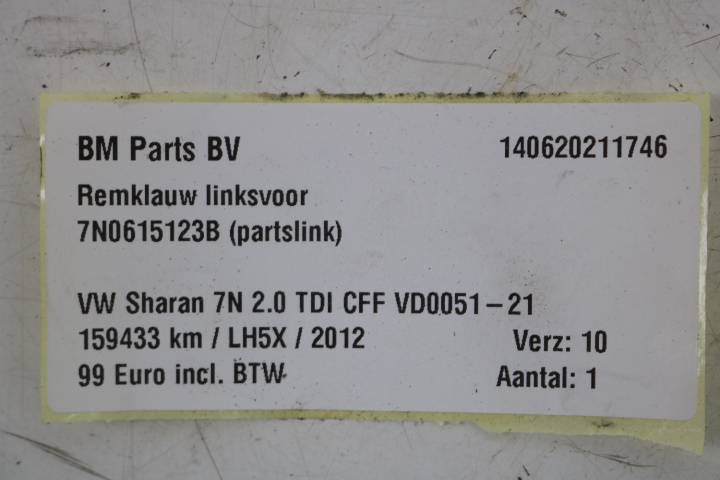 BM Parts BV 140620211746
Remklauw linksvoor
7N0615123B (partslink)
VW Sharan 7N 2.0 TDI CFF VD0051-21
159433 km / LH5X / 2012 Verz: 10
99 Euro incl. BTW Aantal: 1